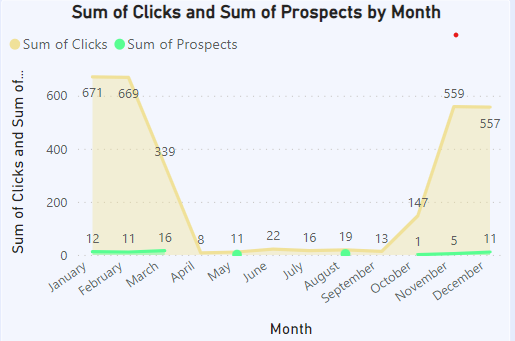 Sum of Clicks and Sum of Prospects by Month
Sum of Clicks Sum of Prospects
Sum of Clicks and Sum of...
600
400
200
0
671
669
339
8
11
22
16
19
13
147
559
557
12
11
16
1
5
11
January
February
March
April
May
June
July
August
September
October
November
December
Month